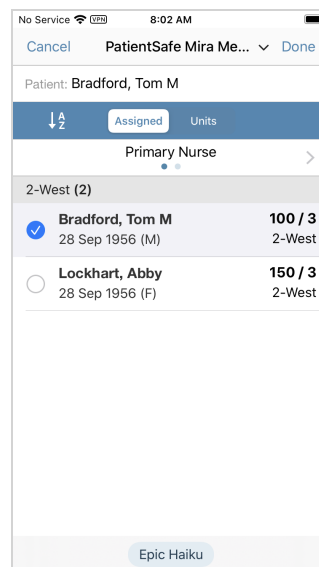 No Service VPN 8:02 AM
Cancel PatientSafe Mira Me... Done
Patient: Bradford, Tom M
A Z Assigned Units
Primary Nurse
2-West (2)
Bradford, Tom M 100 / 3
28 Sep 1956 (M) 2-West
Lockhart, Abby 150 / 3
28 Sep 1956 (F) 2-West
Epic Haiku